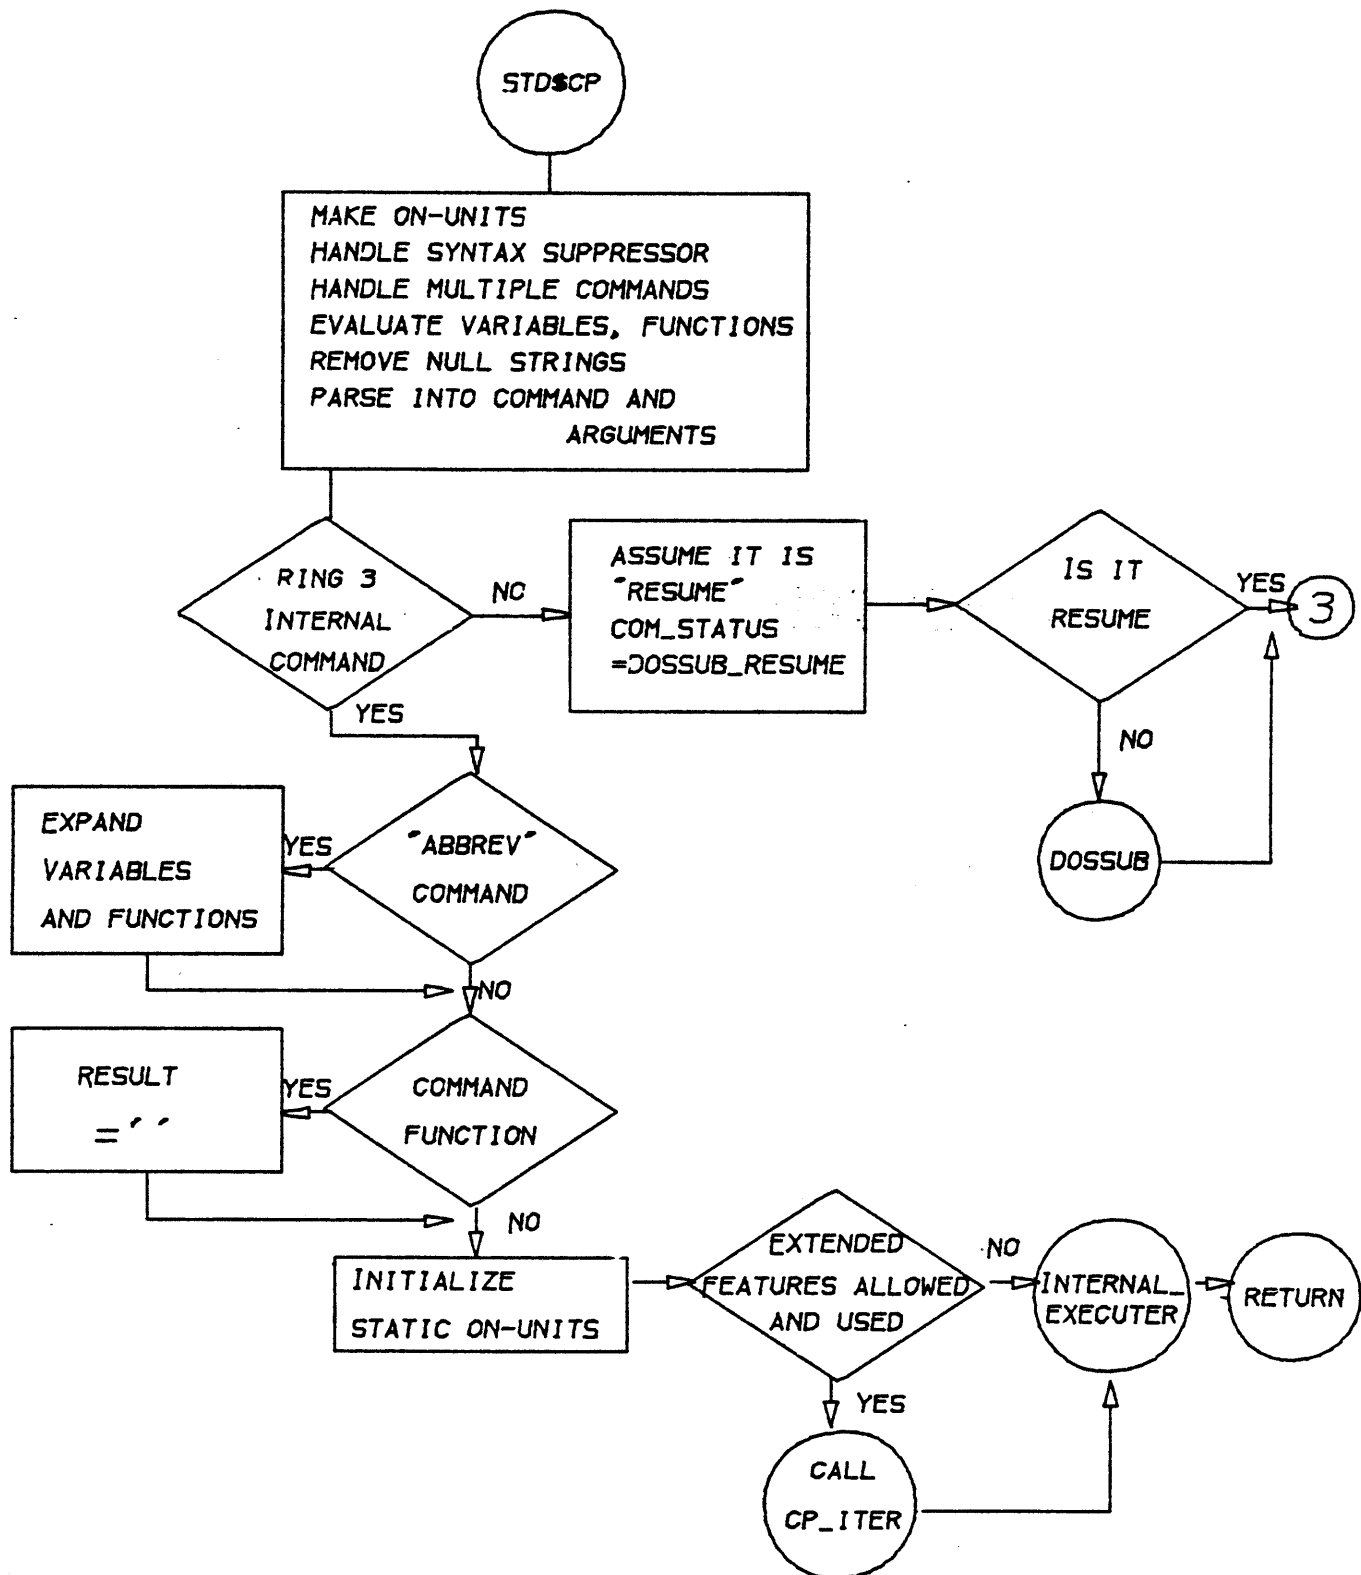 STD$CP
MAKE ON-UNITS
HANDLE SYNTAX SUPPRESSOR
HANDLE MULTIPLE COMMANDS
EVALUATE VARIABLES, FUNCTIONS
REMOVE NULL STRINGS
PARSE INTO COMMAND AND
ARGUMENTS
RING 3
INTERNAL
COMMAND
NO
ASSUME IT IS
"RESUME"
COM_STATUS
=DOSSUB_RESUME
IS IT
RESUME
YES
3
YES
NO
DOSSUB
EXPAND
VARIABLES
AND FUNCTIONS
YES
"ABBREV"
COMMAND
NO
RESULT
=''
YES
COMMAND
FUNCTION
NO
INITIALIZE
STATIC ON-UNITS
EXTENDED
FEATURES ALLOWED
AND USED
NO
INTERNAL_
EXECUTER
RETURN
YES
CALL
CP_ITER